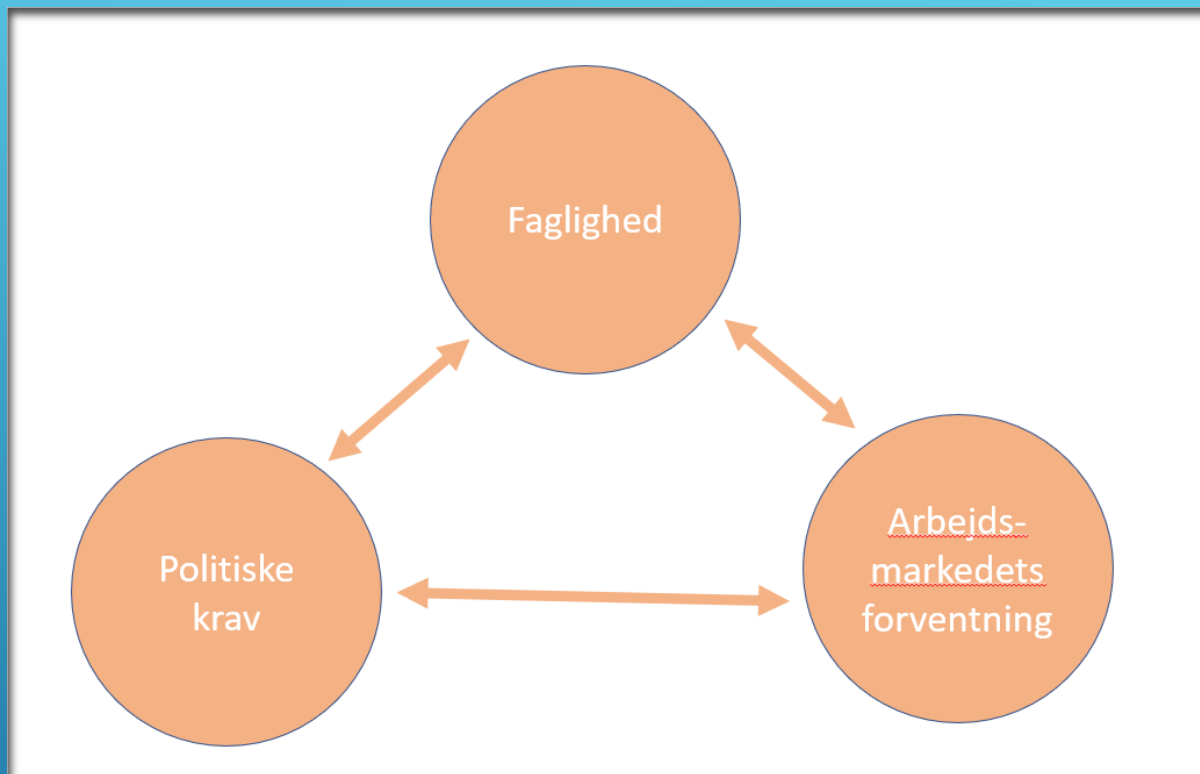 Faglighed
Politiske
krav
Arbejds-
markedets
forventning